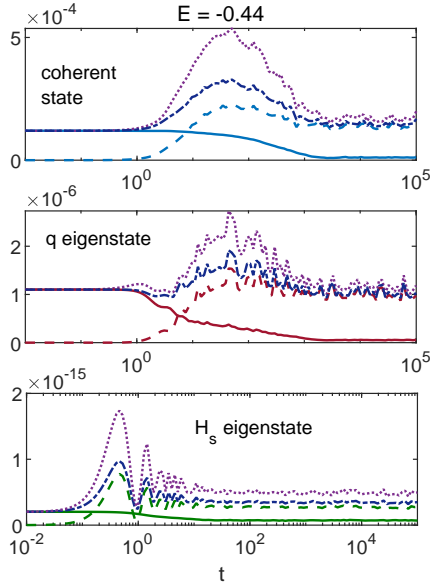 E = -0.44
×10⁻⁴
5
0
coherent
state
10⁰
10⁵
×10⁻⁶
2
1
0
q eigenstate
10⁰
10⁵
×10⁻¹⁵
2
1
0
Hₛ eigenstate
10⁻² 10⁰ 10² 10⁴
t